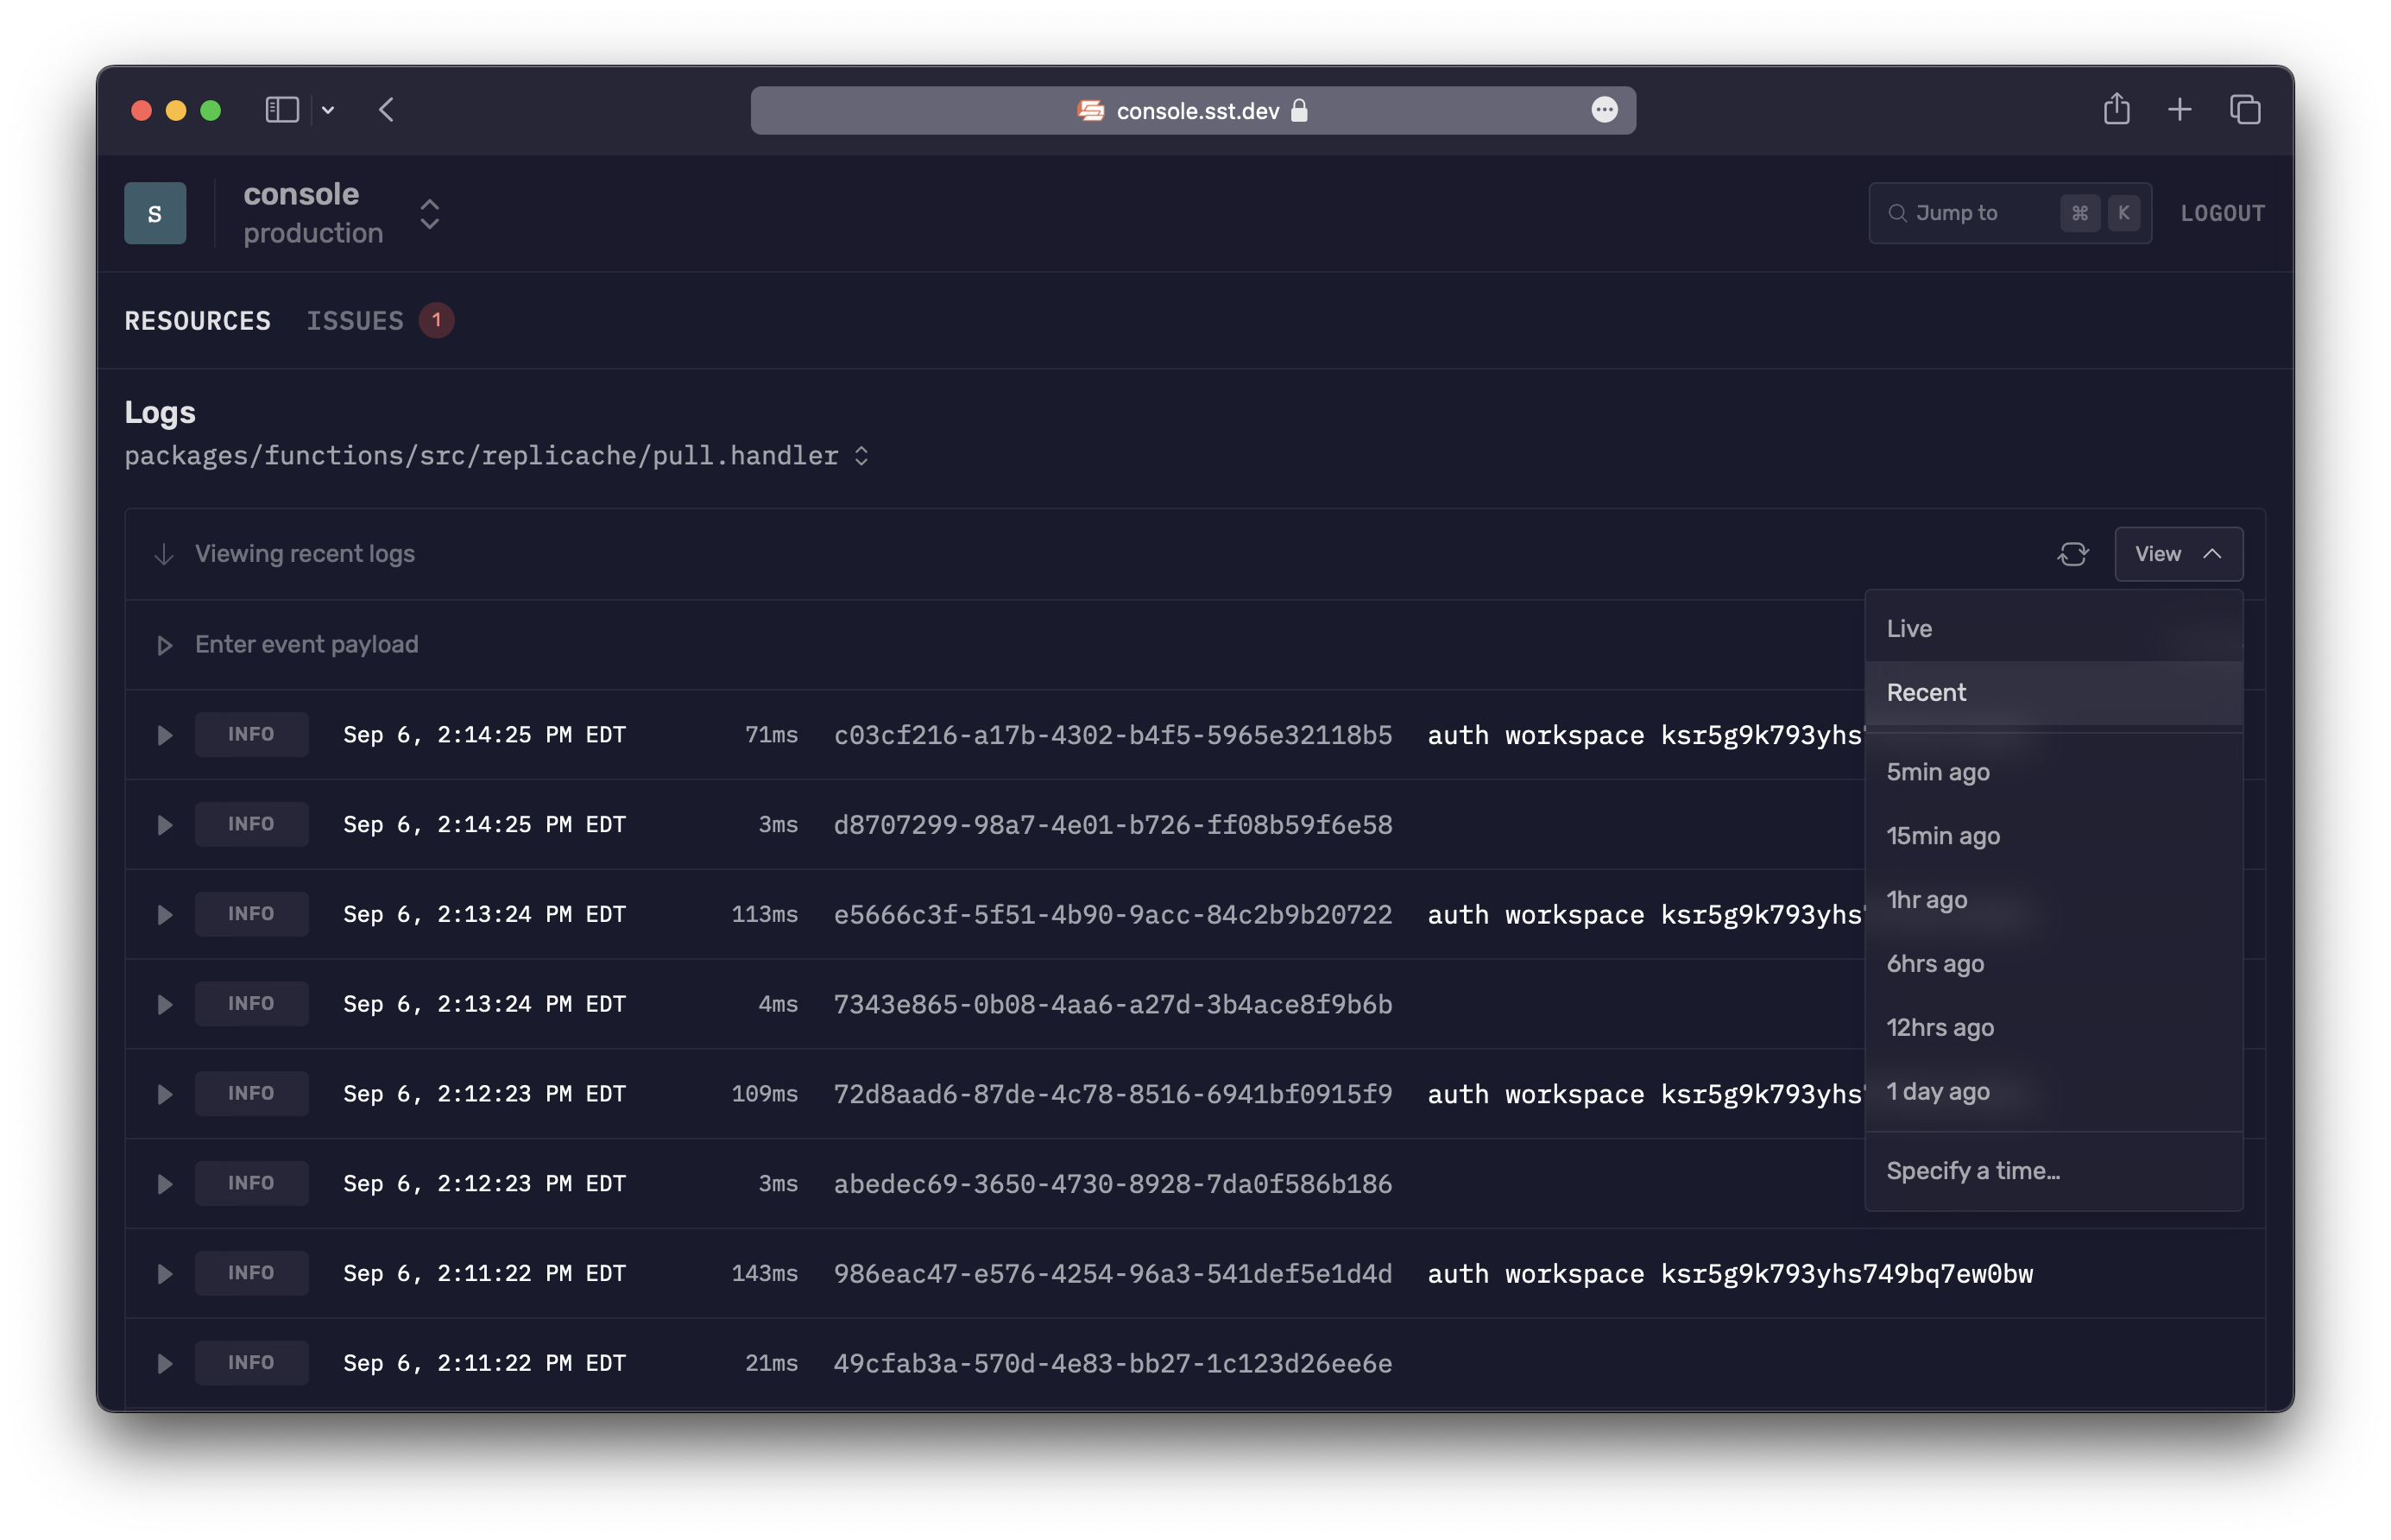 console.sst.dev
S
console
production
Jump to ⌘ K
LOGOUT
RESOURCES ISSUES 1
Logs
packages/functions/src/replicache/pull.handler
Viewing recent logs
View
Enter event payload
Live
Recent
5min ago
15min ago
1hr ago
6hrs ago
12hrs ago
1 day ago
Specify a time...
INFO Sep 6, 2:14:25 PM EDT 71ms c03cf216-a17b-4302-b4f5-5965e32118b5 auth workspace ksr5g9k793yhs
INFO Sep 6, 2:14:25 PM EDT 3ms d8707299-98a7-4e01-b726-ff08b59f6e58
INFO Sep 6, 2:13:24 PM EDT 113ms e5666c3f-5f51-4b90-9acc-84c2b9b20722 auth workspace ksr5g9k793yhs
INFO Sep 6, 2:13:24 PM EDT 4ms 7343e865-0b08-4aa6-a27d-3b4ace8f9b6b
INFO Sep 6, 2:12:23 PM EDT 109ms 72d8aad6-87de-4c78-8516-6941bf0915f9 auth workspace ksr5g9k793yhs
INFO Sep 6, 2:12:23 PM EDT 3ms abedec69-3650-4730-8928-7da0f586b186
INFO Sep 6, 2:11:22 PM EDT 143ms 986eac47-e576-4254-96a3-541def5e1d4d auth workspace ksr5g9k793yhs749bq7ew0bw
INFO Sep 6, 2:11:22 PM EDT 21ms 49cfab3a-570d-4e83-bb27-1c123d26ee6e